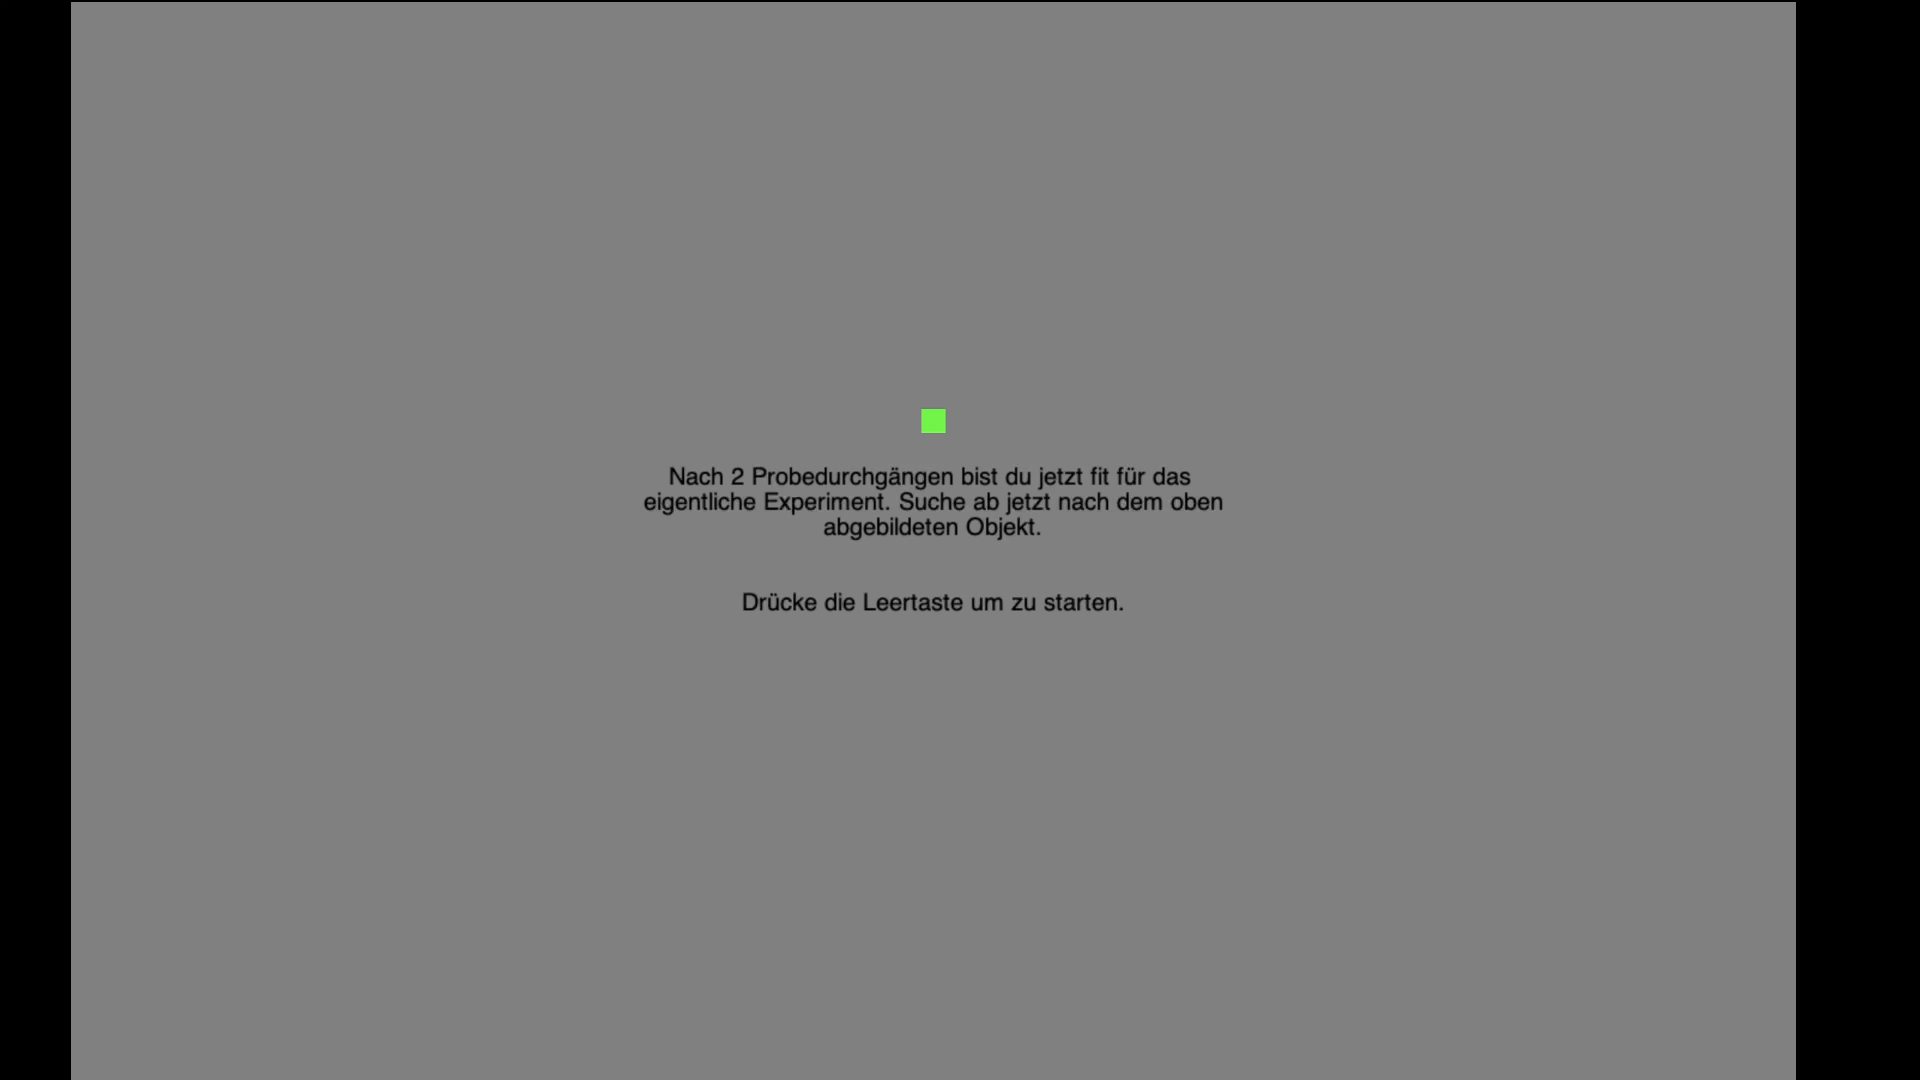 Nach 2 Probedurchgängen bist du jetzt fit für das
eigentliche Experiment. Suche ab jetzt nach dem oben
abgebildeten Objekt.
Drücke die Leertaste um zu starten.